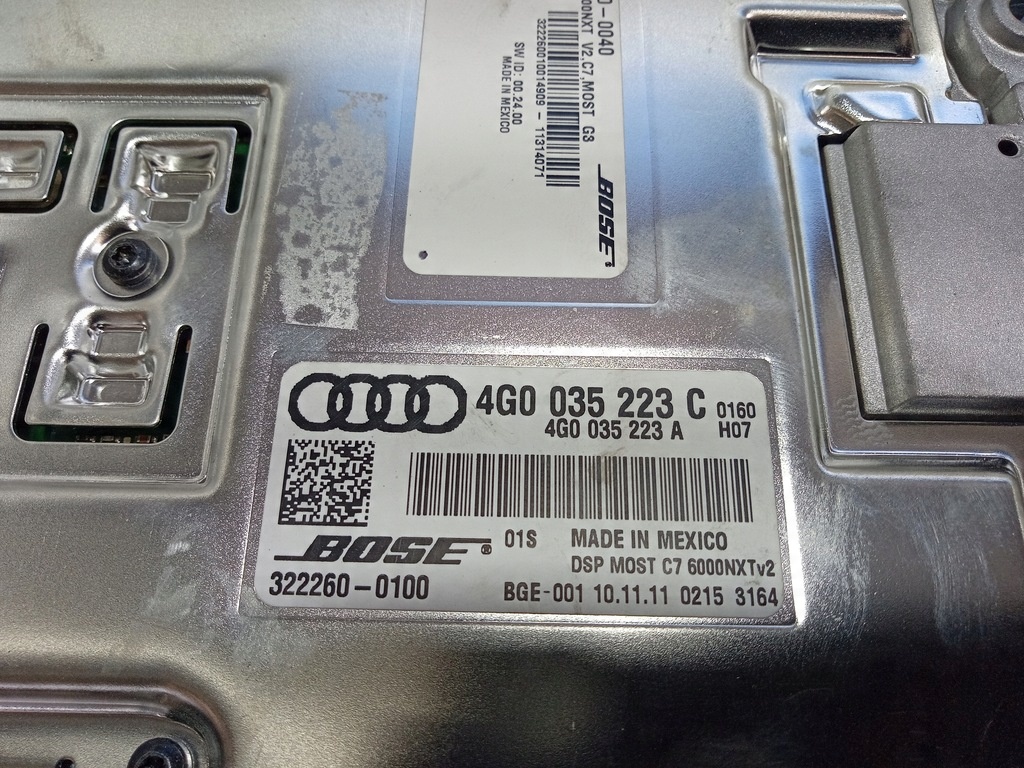 0-0040
00NXT V2,C7,MOST G3
322260010014909 - 11314071
SW ID: 00.24.00
MADE IN MEXICO
BOSE
4G0 035 223 C 0160
4G0 035 223 A H07
BOSE® 01S MADE IN MEXICO
DSP MOST C7 6000NXTv2
322260-0100 BGE-001 10.11.11 0215 3164